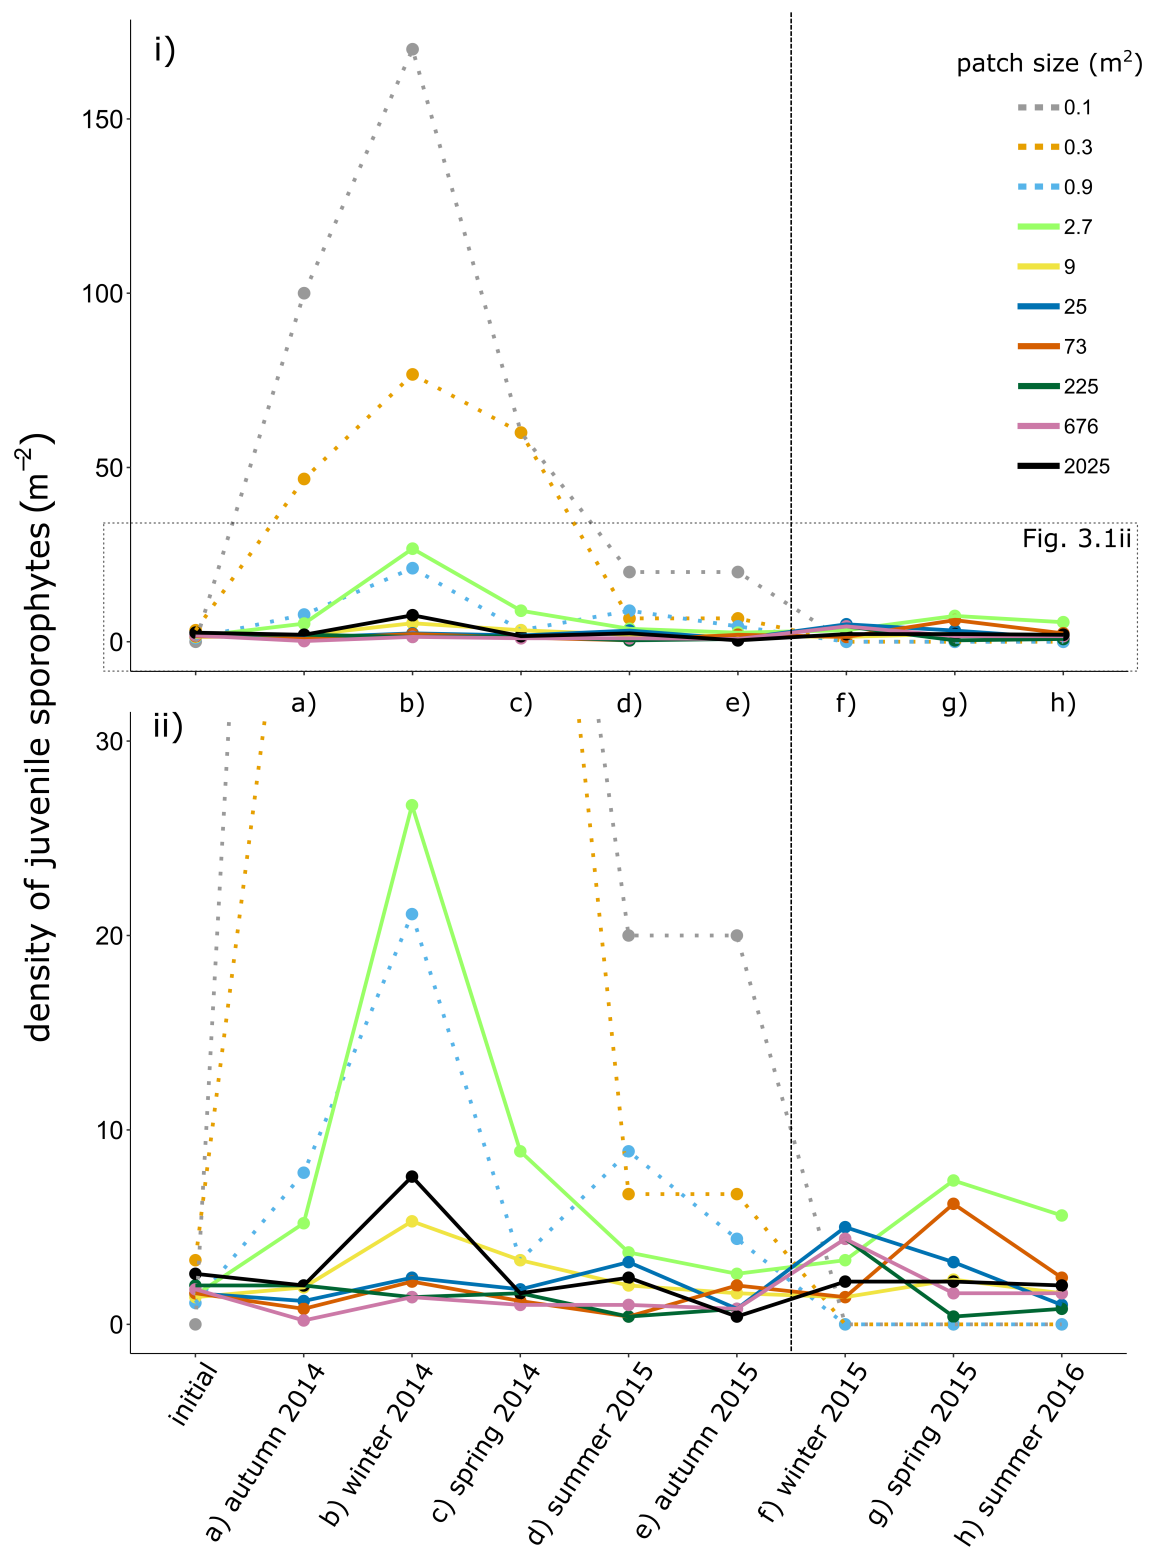 i)
patch size (m²)
0.1
0.3
0.9
2.7
9
25
73
225
676
2025
150
100
50
0
Fig. 3.1ii
a) b) c) d) e) f) g) h)
density of juvenile sporophytes (m⁻²)
ii)
30
20
10
0
initial
a) autumn 2014
b) winter 2014
c) spring 2014
d) summer 2015
e) autumn 2015
f) winter 2015
g) spring 2015
h) summer 2016